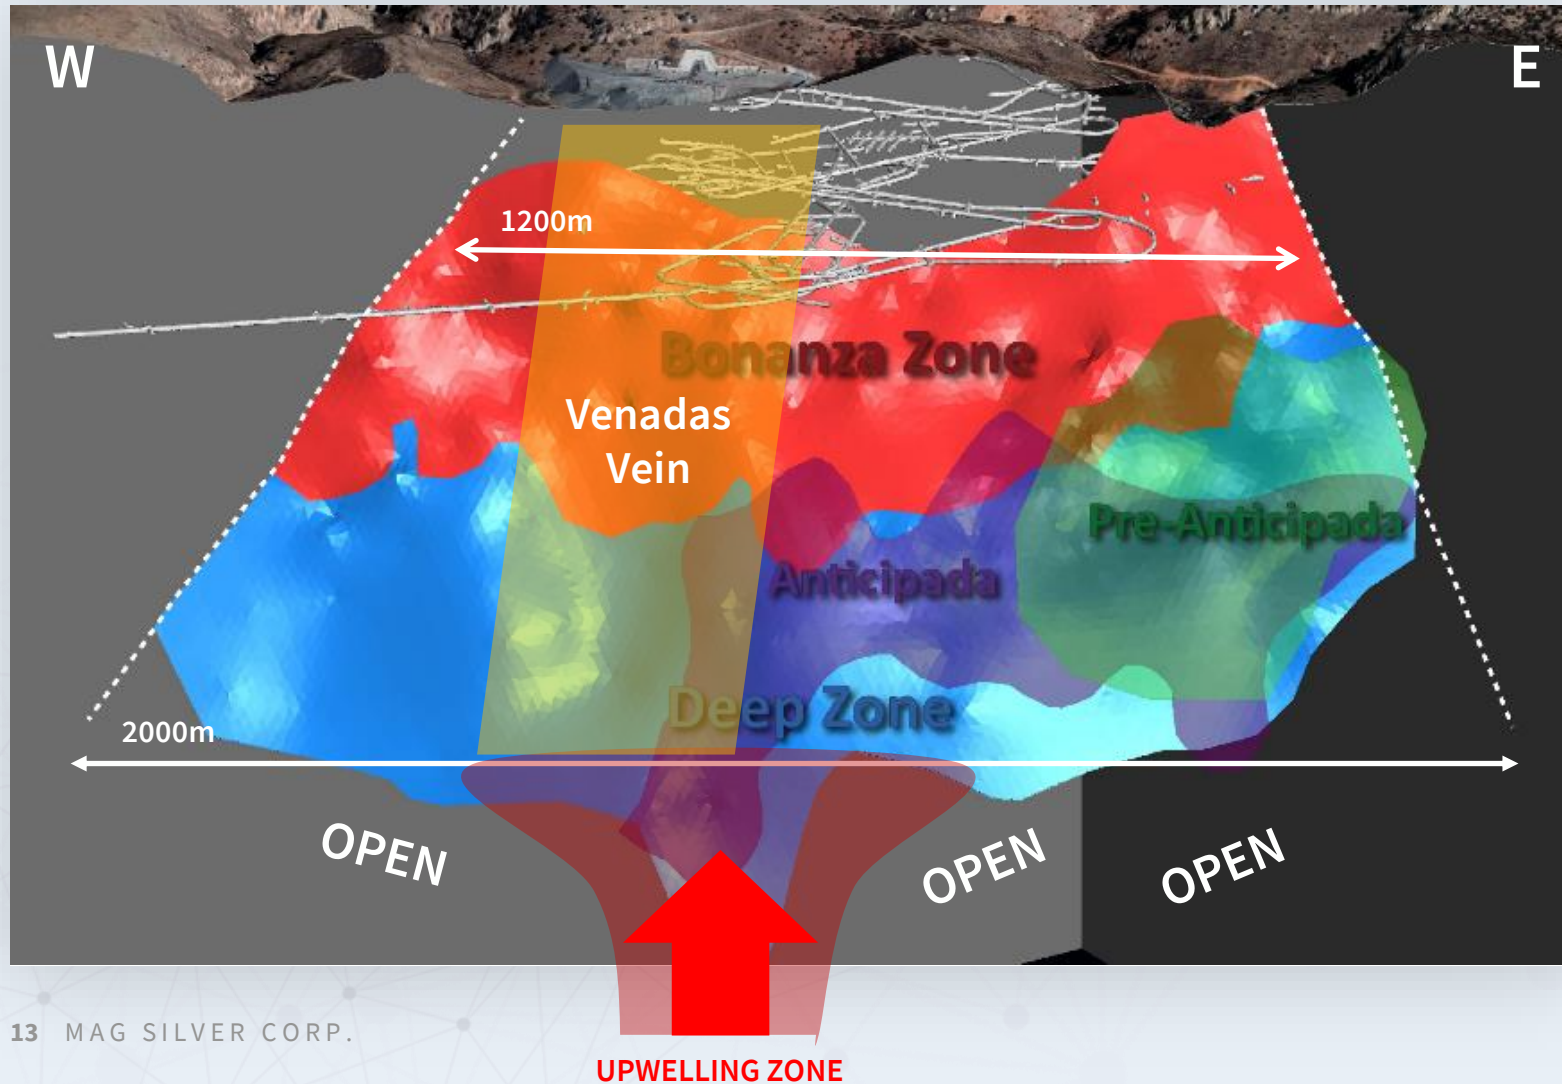 W
E
1200m
Bonanza Zone
Venadas
Vein
Pre-Anticipada
Anticipada
Deep Zone
2000m
OPEN
OPEN
OPEN
13 MAG SILVER CORP.
UPWELLING ZONE